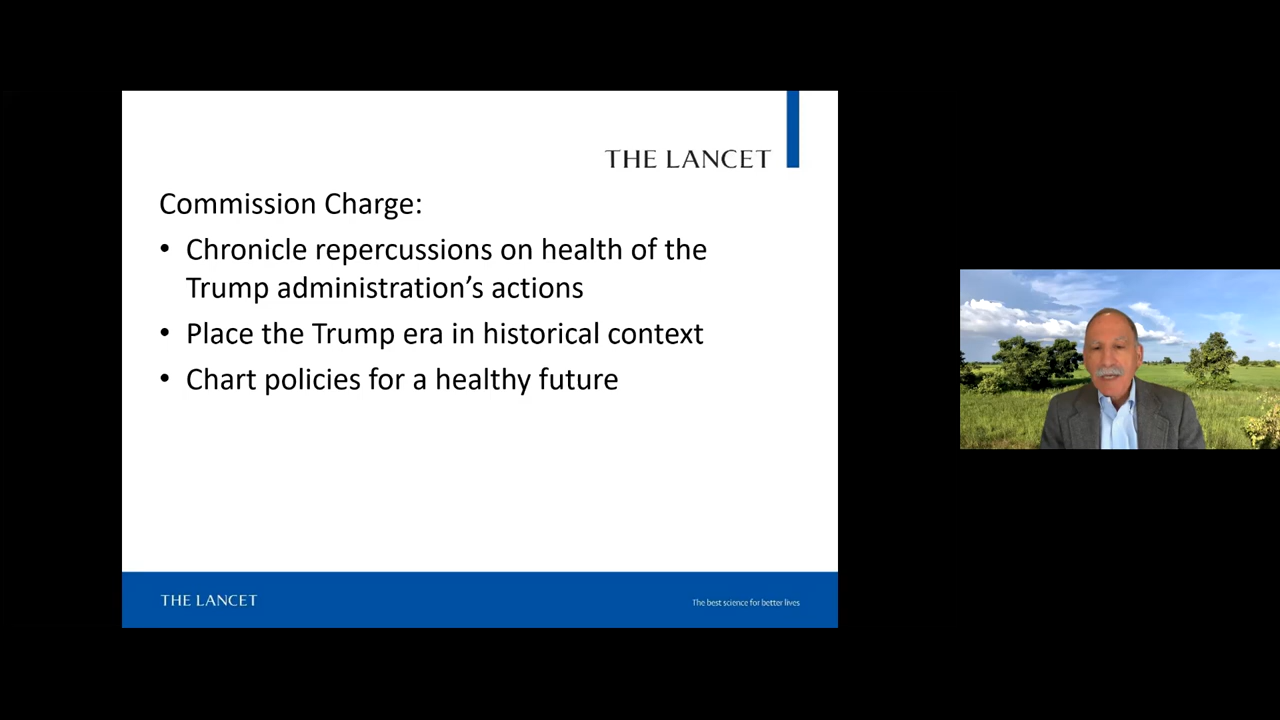 THE LANCET
Commission Charge:
• Chronicle repercussions on health of the
Trump administration’s actions
• Place the Trump era in historical context
• Chart policies for a healthy future
THE LANCET
The best science for better lives